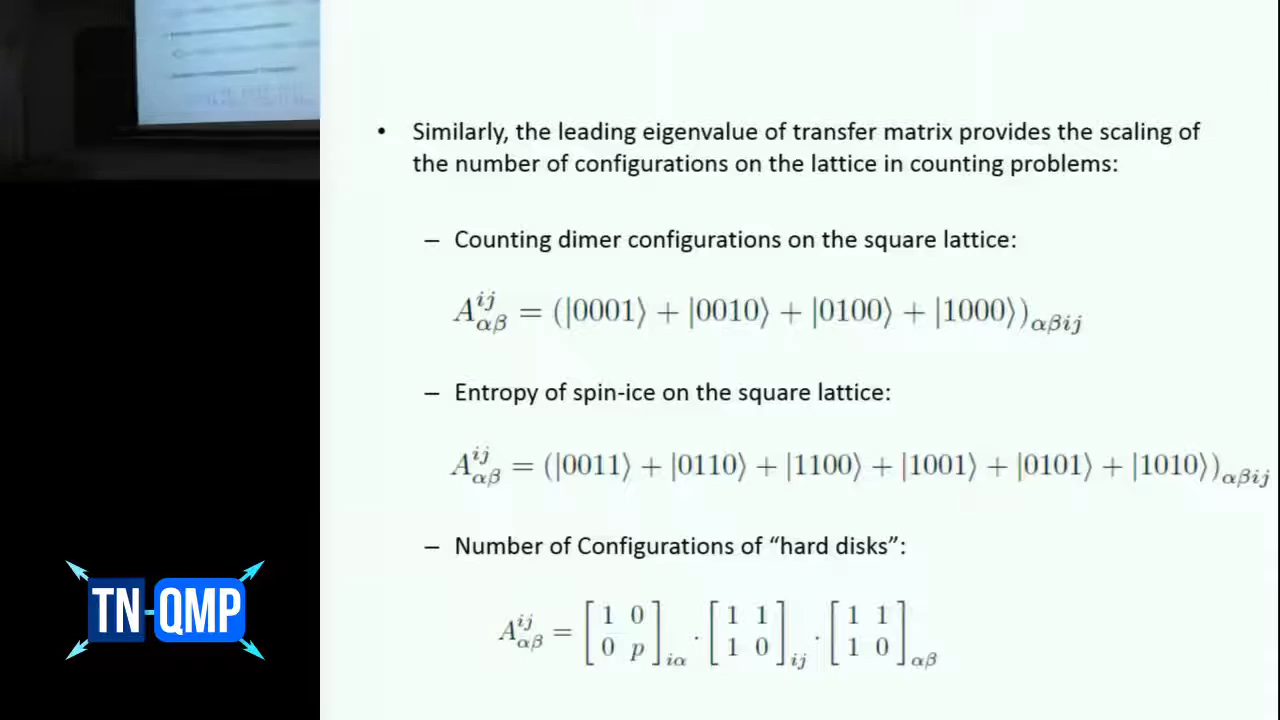 • Similarly, the leading eigenvalue of transfer matrix provides the scaling of
the number of configurations on the lattice in counting problems:
– Counting dimer configurations on the square lattice:
A^{ij}_{αβ} = (|0001⟩ + |0010⟩ + |0100⟩ + |1000⟩)_{αβij}
– Entropy of spin-ice on the square lattice:
A^{ij}_{αβ} = (|0011⟩ + |0110⟩ + |1100⟩ + |1001⟩ + |0101⟩ + |1010⟩)_{αβij}
– Number of Configurations of “hard disks”:
A^{ij}_{αβ} = [1 0; 0 p]_{iα} · [1 1; 1 0]_{ij} · [1 1; 1 0]_{αβ}
TN-QMP